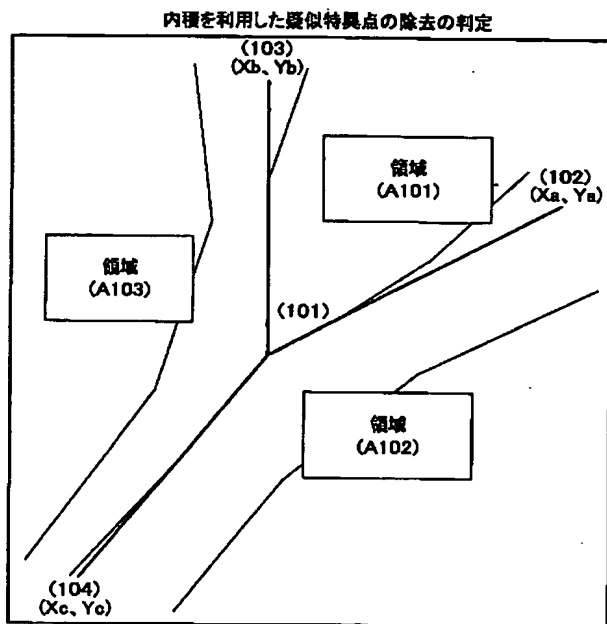 内積を利用した疑似特異点の除去の判定
(103)
(Xb、Yb)
領域
(A101)
(102)
(Xa、Ya)
領域
(A103)
(101)
領域
(A102)
(104)
(Xc、Yc)